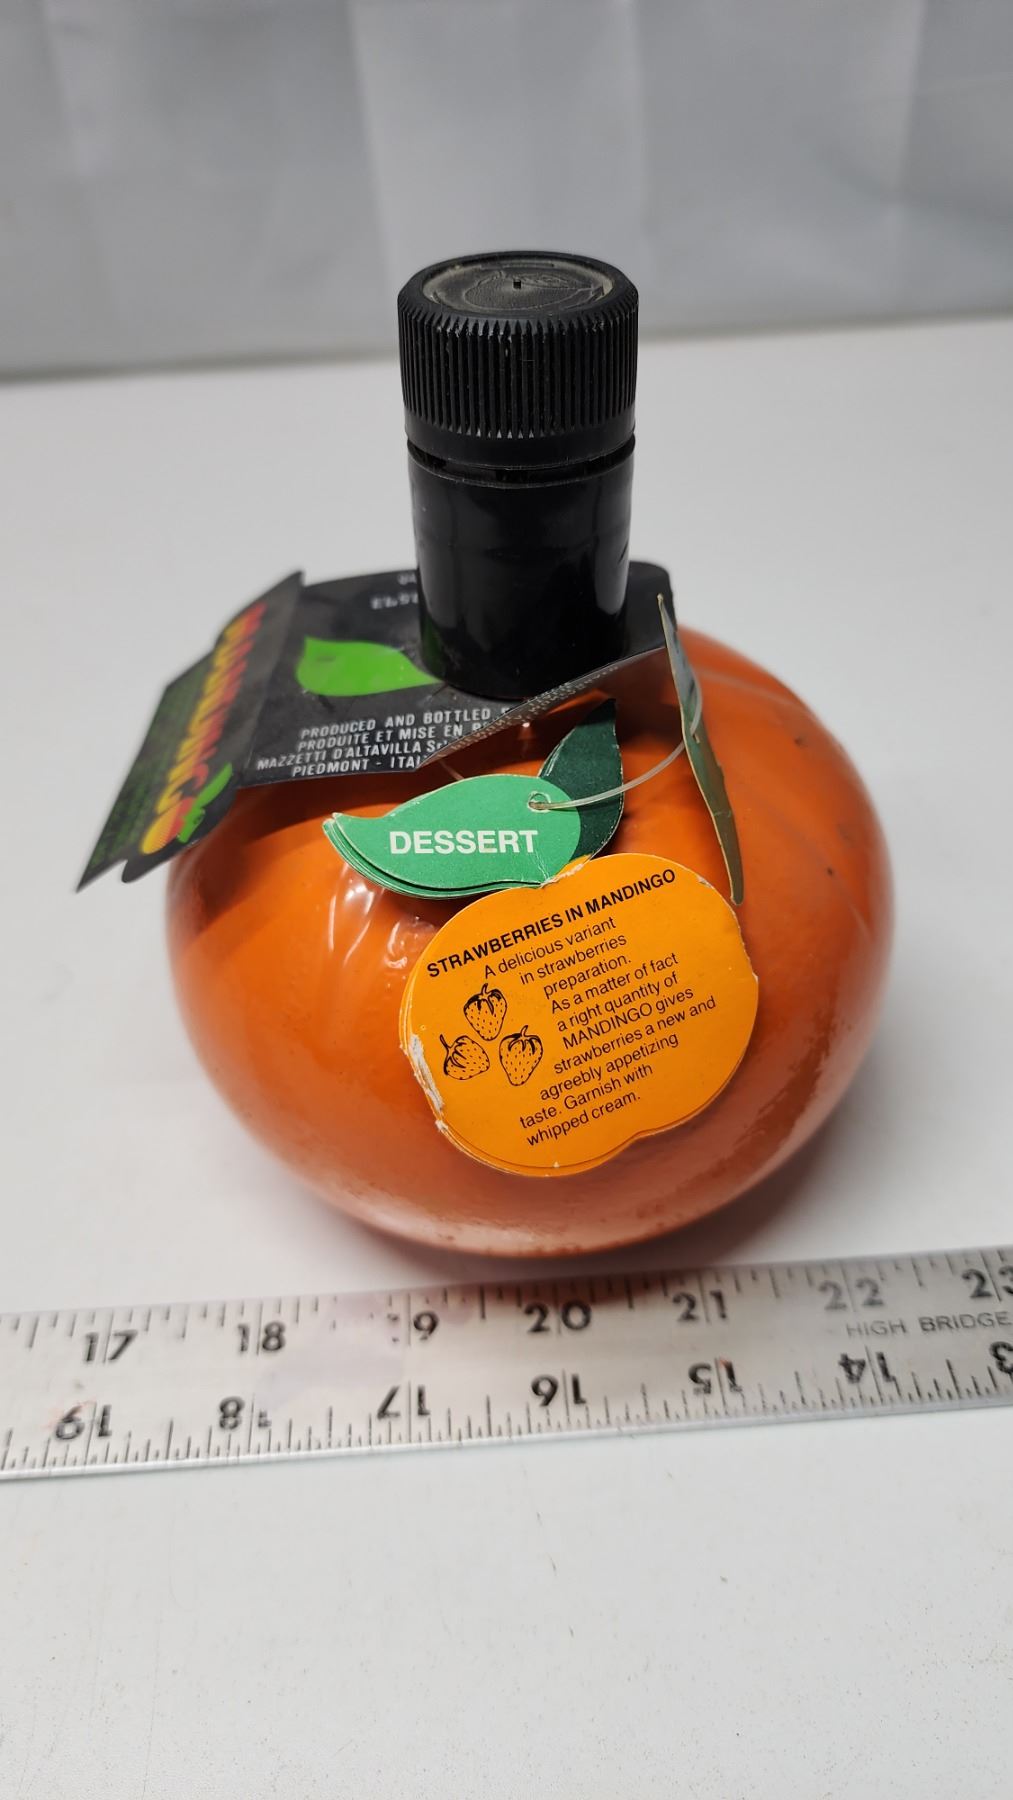 MANDINGO
PRODUCED AND BOTTLED
PRODUITE ET MISE EN
MAZZETTI D'ALTAVILLA
PIEDMONT -
DESSERT
STRAWBERRIES IN MANDINGO
A delicious variant
in strawberries
preparation.
As a matter of fact
a right quantity of
MANDINGO gives
strawberries a new and
agreebly appetizing
taste. Garnish with
whipped cream.
17 18 19 20 21 22 23
HIGH BRIDGE
19 18 17 16 15 14 13